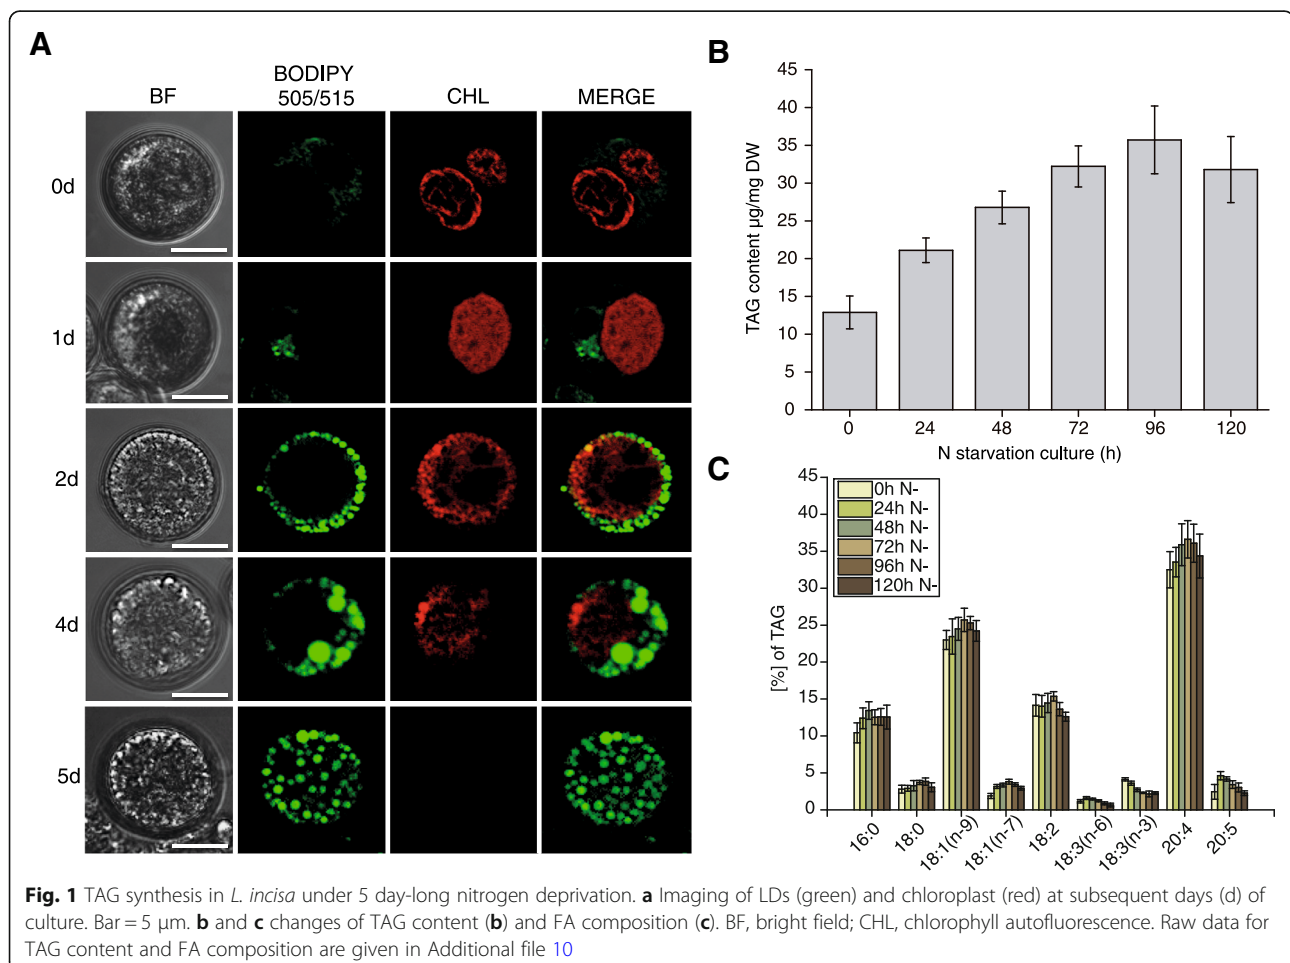 A
BF
BODIPY
505/515
CHL
MERGE
0d
1d
2d
4d
5d
B
TAG content µg/mg DW
45
40
35
30
25
20
15
10
5
0
0 24 48 72 96 120
N starvation culture (h)
C
[%] of TAG
45
40
35
30
25
20
15
10
5
0
0h N-
24h N-
48h N-
72h N-
96h N-
120h N-
16:0
18:0
18:1(n-9)
18:1(n-7)
18:2
18:3(n-6)
18:3(n-3)
20:4
20:5
Fig. 1 TAG synthesis in L. incisa under 5 day-long nitrogen deprivation. a Imaging of LDs (green) and chloroplast (red) at subsequent days (d) of
culture. Bar = 5 µm. b and c changes of TAG content (b) and FA composition (c). BF, bright field; CHL, chlorophyll autofluorescence. Raw data for
TAG content and FA composition are given in Additional file 10